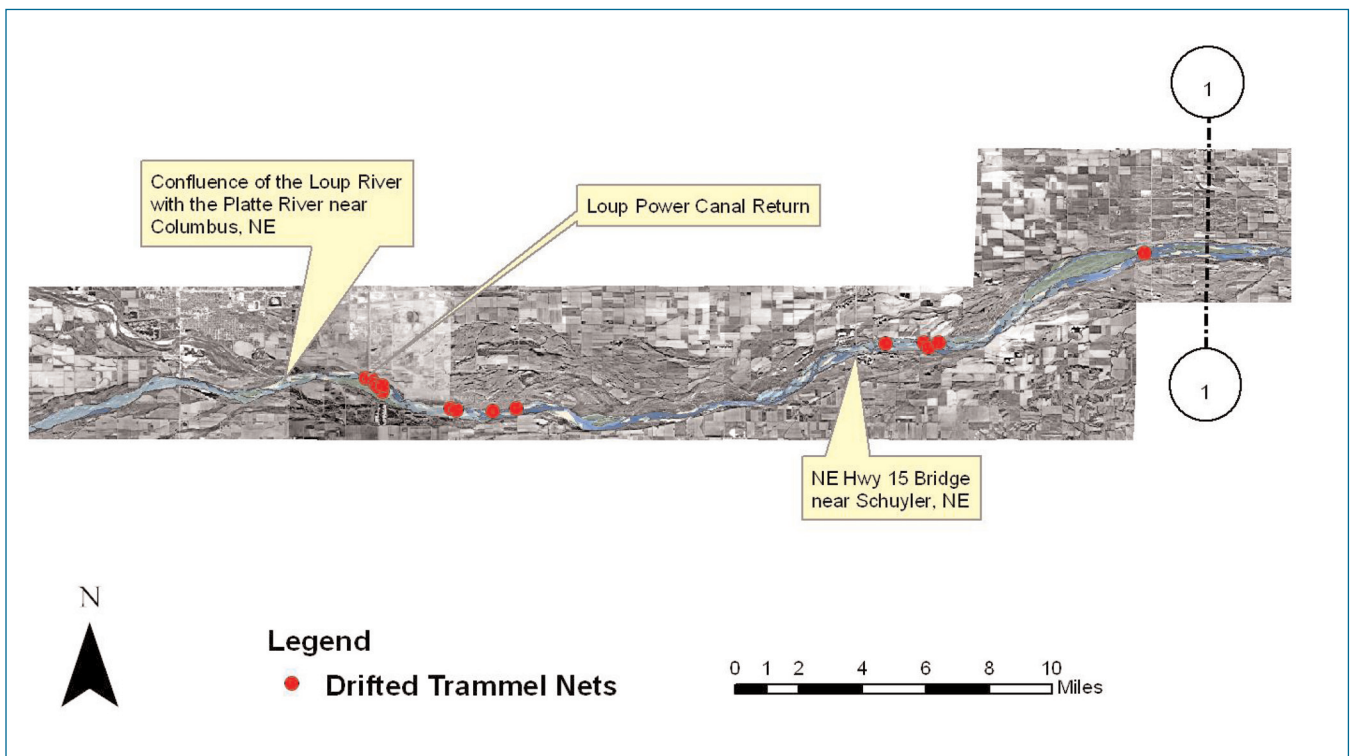 1
Confluence of the Loup River
with the Platte River near
Columbus, NE
Loup Power Canal Return
1
NE Hwy 15 Bridge
near Schuyler, NE
N
Legend
Drifted Trammel Nets
0 1 2 4 6 8 10
Miles